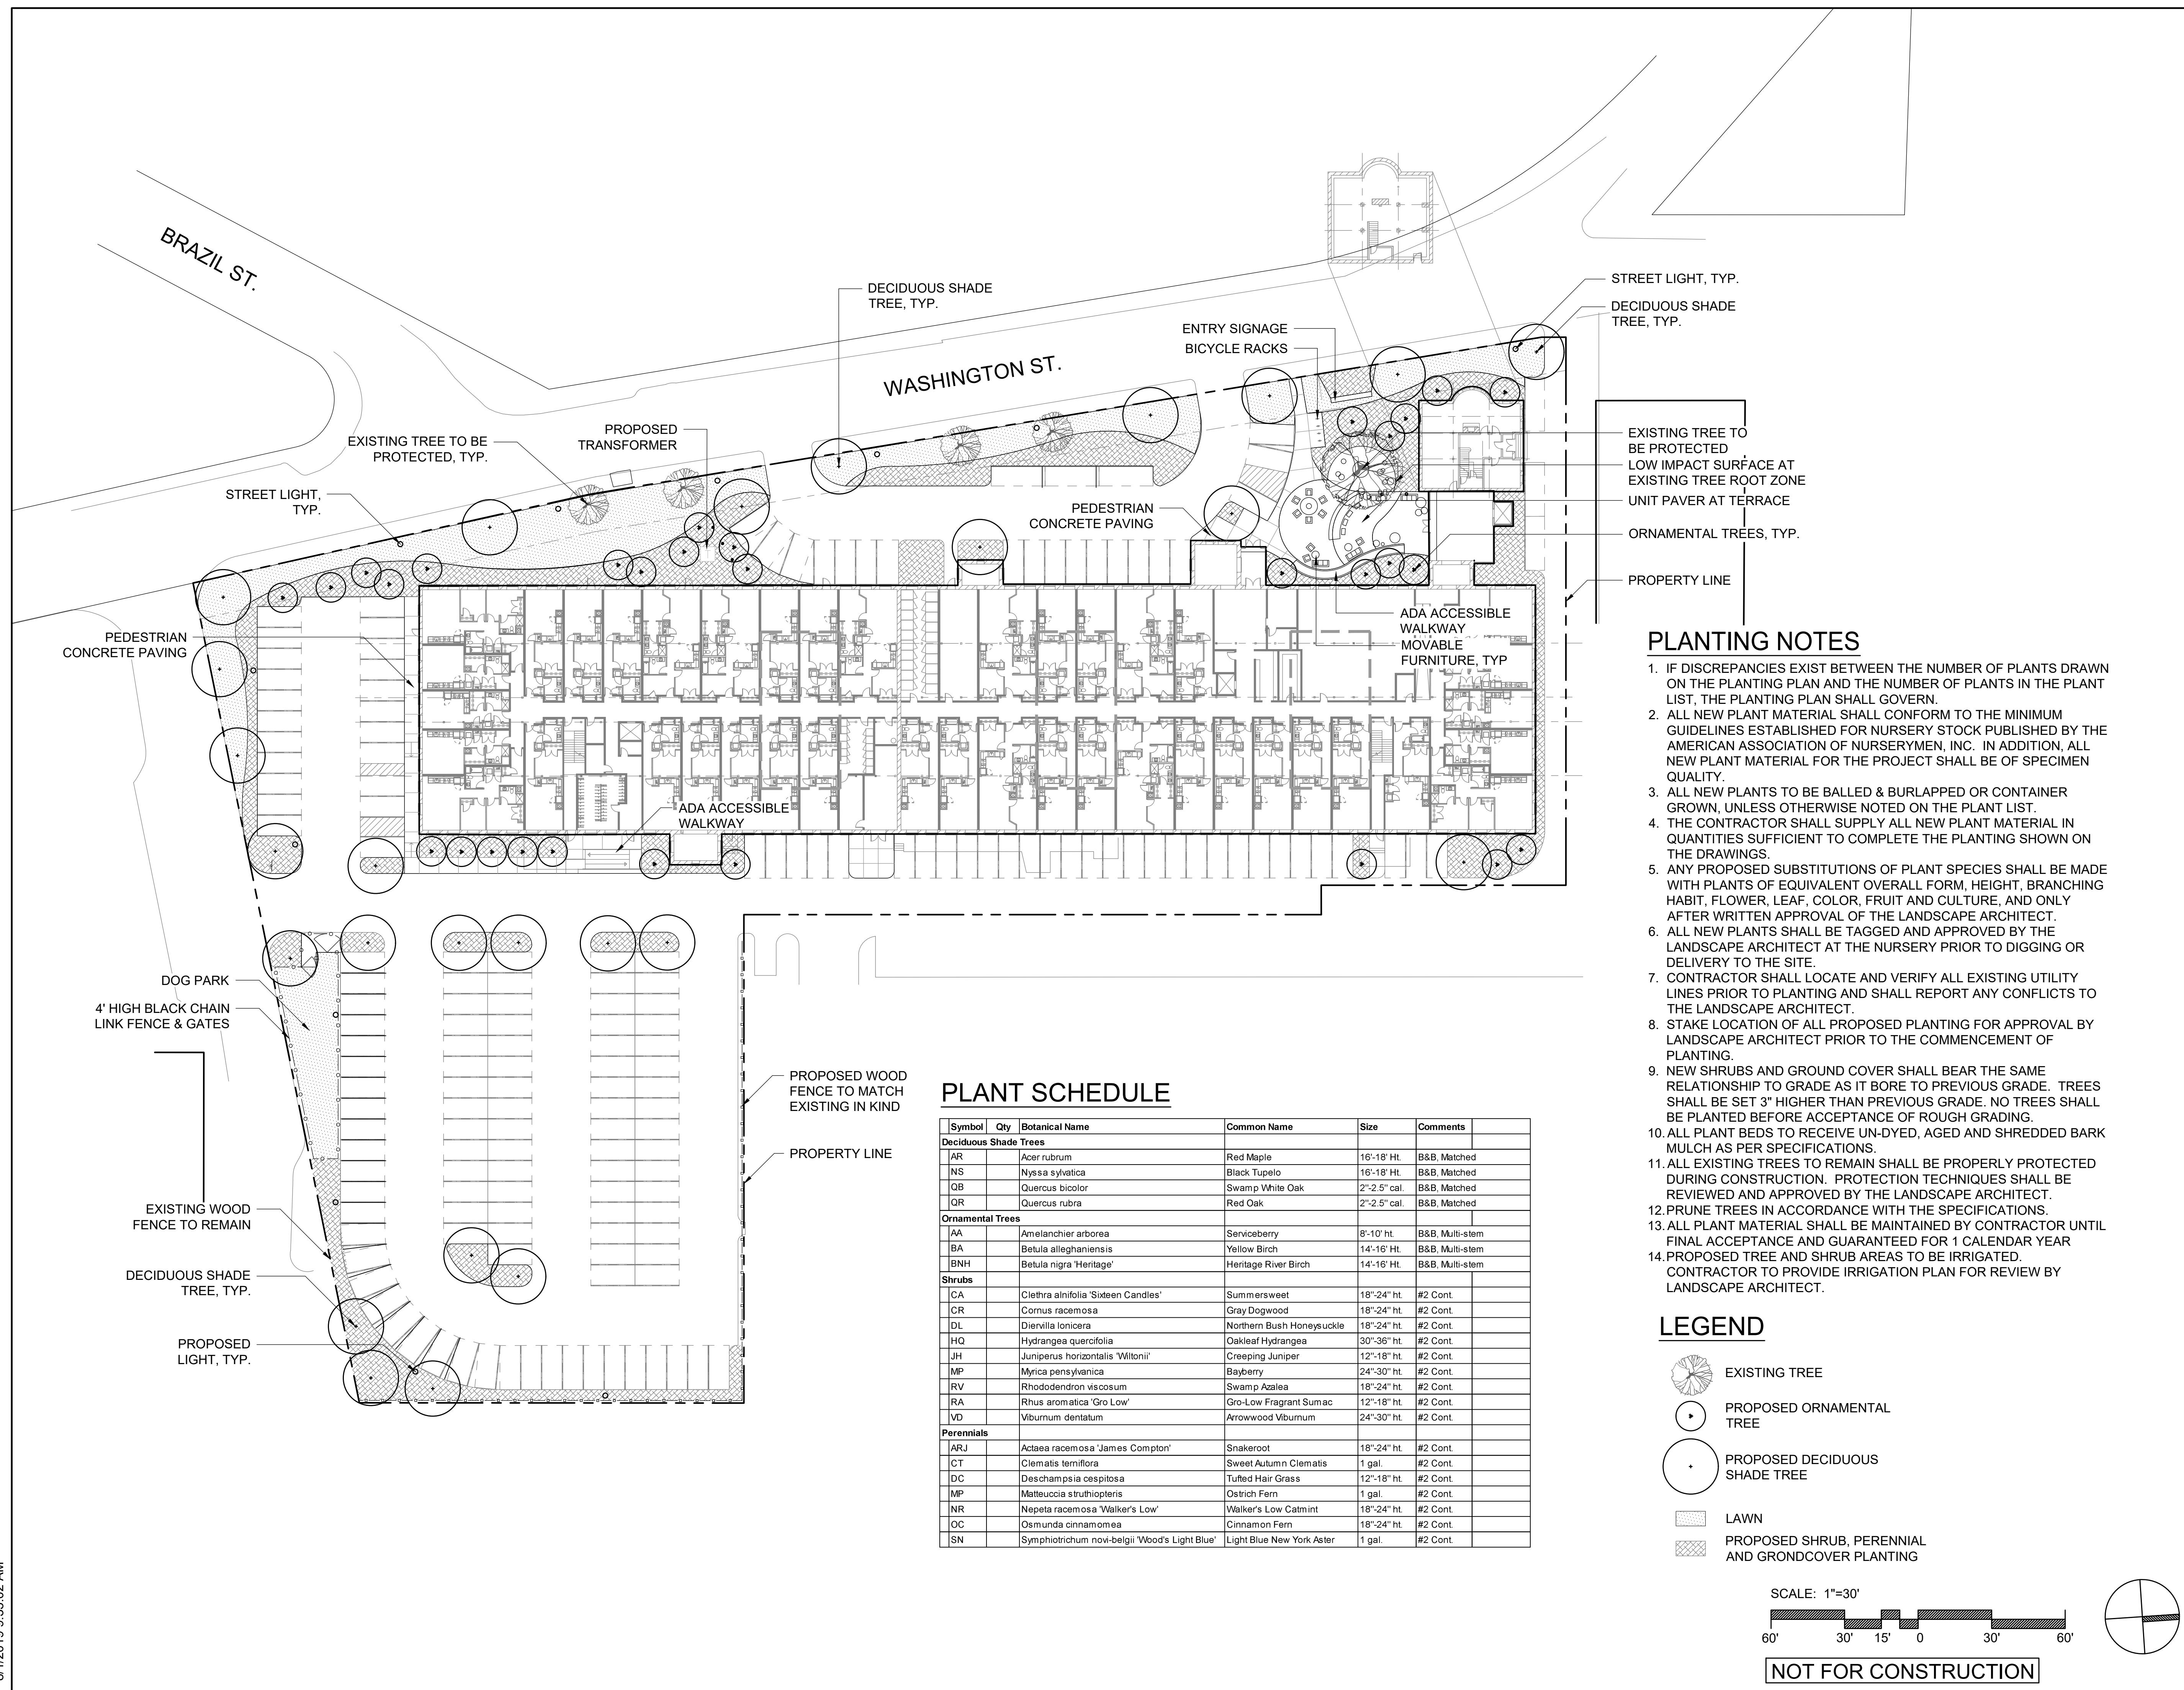 BRAZIL ST.
WASHINGTON ST.
DECIDUOUS SHADE
TREE, TYP.
ENTRY SIGNAGE
BICYCLE RACKS
STREET LIGHT, TYP.
DECIDUOUS SHADE
TREE, TYP.
EXISTING TREE TO BE
PROTECTED, TYP.
PROPOSED
TRANSFORMER
STREET LIGHT,
TYP.
PEDESTRIAN
CONCRETE PAVING
EXISTING TREE TO
BE PROTECTED
LOW IMPACT SURFACE AT
EXISTING TREE ROOT ZONE
UNIT PAVER AT TERRACE
ORNAMENTAL TREES, TYP.
PROPERTY LINE
PEDESTRIAN
CONCRETE PAVING
ADA ACCESSIBLE
WALKWAY
MOVABLE
FURNITURE, TYP
ADA ACCESSIBLE
WALKWAY
DOG PARK
4' HIGH BLACK CHAIN
LINK FENCE & GATES
PROPOSED WOOD
FENCE TO MATCH
EXISTING IN KIND
PROPERTY LINE
EXISTING WOOD
FENCE TO REMAIN
DECIDUOUS SHADE
TREE, TYP.
PROPOSED
LIGHT, TYP.
PLANT SCHEDULE
Symbol Qty Botanical Name Common Name Size Comments
Deciduous Shade Trees
AR Acer rubrum Red Maple 16'-18' Ht. B&B, Matched
NS Nyssa sylvatica Black Tupelo 16'-18' Ht. B&B, Matched
QB Quercus bicolor Swamp White Oak 2"-2.5" cal. B&B, Matched
QR Quercus rubra Red Oak 2"-2.5" cal. B&B, Matched
Ornamental Trees
AA Amelanchier arborea Serviceberry 8'-10' ht. B&B, Multi-stem
BA Betula alleghaniensis Yellow Birch 14'-16' Ht. B&B, Multi-stem
BNH Betula nigra 'Heritage' Heritage River Birch 14'-16' Ht. B&B, Multi-stem
Shrubs
CA Clethra alnifolia 'Sixteen Candles' Summersweet 18"-24" ht. #2 Cont.
CR Cornus racemosa Gray Dogwood 18"-24" ht. #2 Cont.
DL Diervilla lonicera Northern Bush Honeysuckle 18"-24" ht. #2 Cont.
HQ Hydrangea quercifolia Oakleaf Hydrangea 30"-36" ht. #2 Cont.
JH Juniperus horizontalis 'Wiltonii' Creeping Juniper 12"-18" ht. #2 Cont.
MP Myrica pensylvanica Bayberry 24"-30" ht. #2 Cont.
RV Rhododendron viscosum Swamp Azalea 18"-24" ht. #2 Cont.
RA Rhus aromatica 'Gro Low' Gro-Low Fragrant Sumac 12"-18" ht. #2 Cont.
VD Viburnum dentatum Arrowwood Viburnum 24"-30" ht. #2 Cont.
Perennials
ARJ Actaea racemosa 'James Compton' Snakeroot 18"-24" ht. #2 Cont.
CT Clematis terniflora Sweet Autumn Clematis 1 gal. #2 Cont.
DC Deschampsia cespitosa Tufted Hair Grass 12"-18" ht. #2 Cont.
MP Matteuccia struthiopteris Ostrich Fern 1 gal. #2 Cont.
NR Nepeta racemosa 'Walker's Low' Walker's Low Catmint 18"-24" ht. #2 Cont.
OC Osmunda cinnamomea Cinnamon Fern 18"-24" ht. #2 Cont.
SN Symphiotrichum novi-belgii 'Wood's Light Blue' Light Blue New York Aster 1 gal. #2 Cont.
PLANTING NOTES
1. IF DISCREPANCIES EXIST BETWEEN THE NUMBER OF PLANTS DRAWN
ON THE PLANTING PLAN AND THE NUMBER OF PLANTS IN THE PLANT
LIST, THE PLANTING PLAN SHALL GOVERN.
2. ALL NEW PLANT MATERIAL SHALL CONFORM TO THE MINIMUM
GUIDELINES ESTABLISHED FOR NURSERY STOCK PUBLISHED BY THE
AMERICAN ASSOCIATION OF NURSERYMEN, INC. IN ADDITION, ALL
NEW PLANT MATERIAL FOR THE PROJECT SHALL BE OF SPECIMEN
QUALITY.
3. ALL NEW PLANTS TO BE BALLED & BURLAPPED OR CONTAINER
GROWN, UNLESS OTHERWISE NOTED ON THE PLANT LIST.
4. THE CONTRACTOR SHALL SUPPLY ALL NEW PLANT MATERIAL IN
QUANTITIES SUFFICIENT TO COMPLETE THE PLANTING SHOWN ON
THE DRAWINGS.
5. ANY PROPOSED SUBSTITUTIONS OF PLANT SPECIES SHALL BE MADE
WITH PLANTS OF EQUIVALENT OVERALL FORM, HEIGHT, BRANCHING
HABIT, FLOWER, LEAF, COLOR, FRUIT AND CULTURE, AND ONLY
AFTER WRITTEN APPROVAL OF THE LANDSCAPE ARCHITECT.
6. ALL NEW PLANTS SHALL BE TAGGED AND APPROVED BY THE
LANDSCAPE ARCHITECT AT THE NURSERY PRIOR TO DIGGING OR
DELIVERY TO THE SITE.
7. CONTRACTOR SHALL LOCATE AND VERIFY ALL EXISTING UTILITY
LINES PRIOR TO PLANTING AND SHALL REPORT ANY CONFLICTS TO
THE LANDSCAPE ARCHITECT.
8. STAKE LOCATION OF ALL PROPOSED PLANTING FOR APPROVAL BY
LANDSCAPE ARCHITECT PRIOR TO THE COMMENCEMENT OF
PLANTING.
9. NEW SHRUBS AND GROUND COVER SHALL BEAR THE SAME
RELATIONSHIP TO GRADE AS IT BORE TO PREVIOUS GRADE. TREES
SHALL BE SET 3" HIGHER THAN PREVIOUS GRADE. NO TREES SHALL
BE PLANTED BEFORE ACCEPTANCE OF ROUGH GRADING.
10. ALL PLANT BEDS TO RECEIVE UN-DYED, AGED AND SHREDDED BARK
MULCH AS PER SPECIFICATIONS.
11. ALL EXISTING TREES TO REMAIN SHALL BE PROPERLY PROTECTED
DURING CONSTRUCTION. PROTECTION TECHNIQUES SHALL BE
REVIEWED AND APPROVED BY THE LANDSCAPE ARCHITECT.
12. PRUNE TREES IN ACCORDANCE WITH THE SPECIFICATIONS.
13. ALL PLANT MATERIAL SHALL BE MAINTAINED BY CONTRACTOR UNTIL
FINAL ACCEPTANCE AND GUARANTEED FOR 1 CALENDAR YEAR
14. PROPOSED TREE AND SHRUB AREAS TO BE IRRIGATED.
CONTRACTOR TO PROVIDE IRRIGATION PLAN FOR REVIEW BY
LANDSCAPE ARCHITECT.
LEGEND
EXISTING TREE
PROPOSED ORNAMENTAL
TREE
PROPOSED DECIDUOUS
SHADE TREE
LAWN
PROPOSED SHRUB, PERENNIAL
AND GRONDCOVER PLANTING
SCALE: 1"=30'
60' 30' 15' 0 30' 60'
NOT FOR CONSTRUCTION